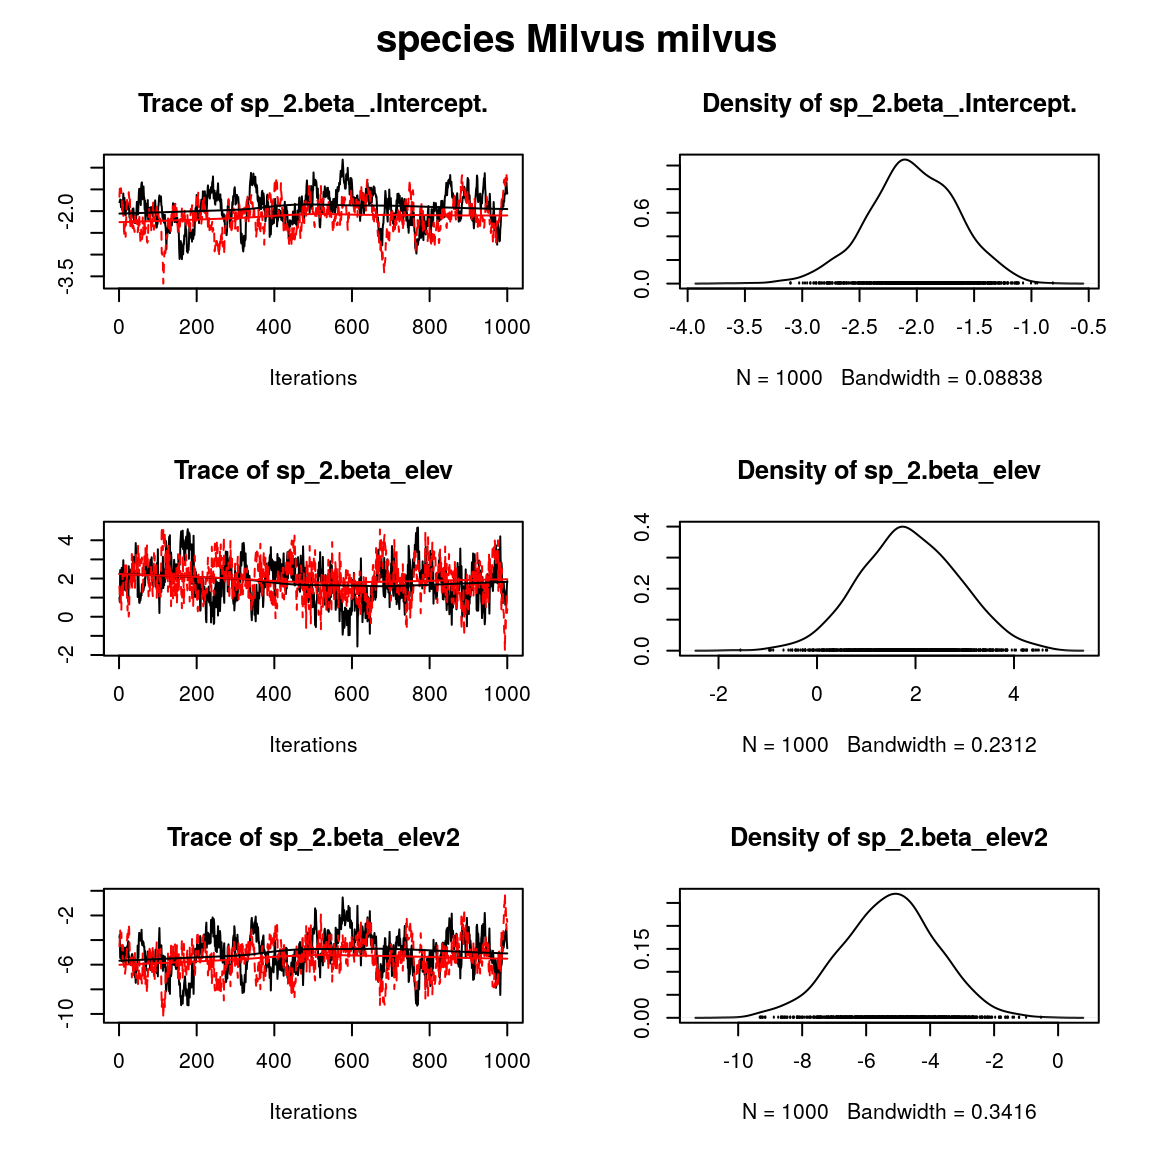 species Milvus milvus
Trace of sp_2.beta_.Intercept.
-2.0
-3.5
0 200 400 600 800 1000
Iterations
Density of sp_2.beta_.Intercept.
0.6
0.0
-4.0 -3.5 -3.0 -2.5 -2.0 -1.5 -1.0 -0.5
N = 1000 Bandwidth = 0.08838
Trace of sp_2.beta_elev
4
2
0
-2
0 200 400 600 800 1000
Iterations
Density of sp_2.beta_elev
0.4
0.2
0.0
-2 0 2 4
N = 1000 Bandwidth = 0.2312
Trace of sp_2.beta_elev2
-2
-6
-10
0 200 400 600 800 1000
Iterations
Density of sp_2.beta_elev2
0.15
0.00
-10 -8 -6 -4 -2 0
N = 1000 Bandwidth = 0.3416